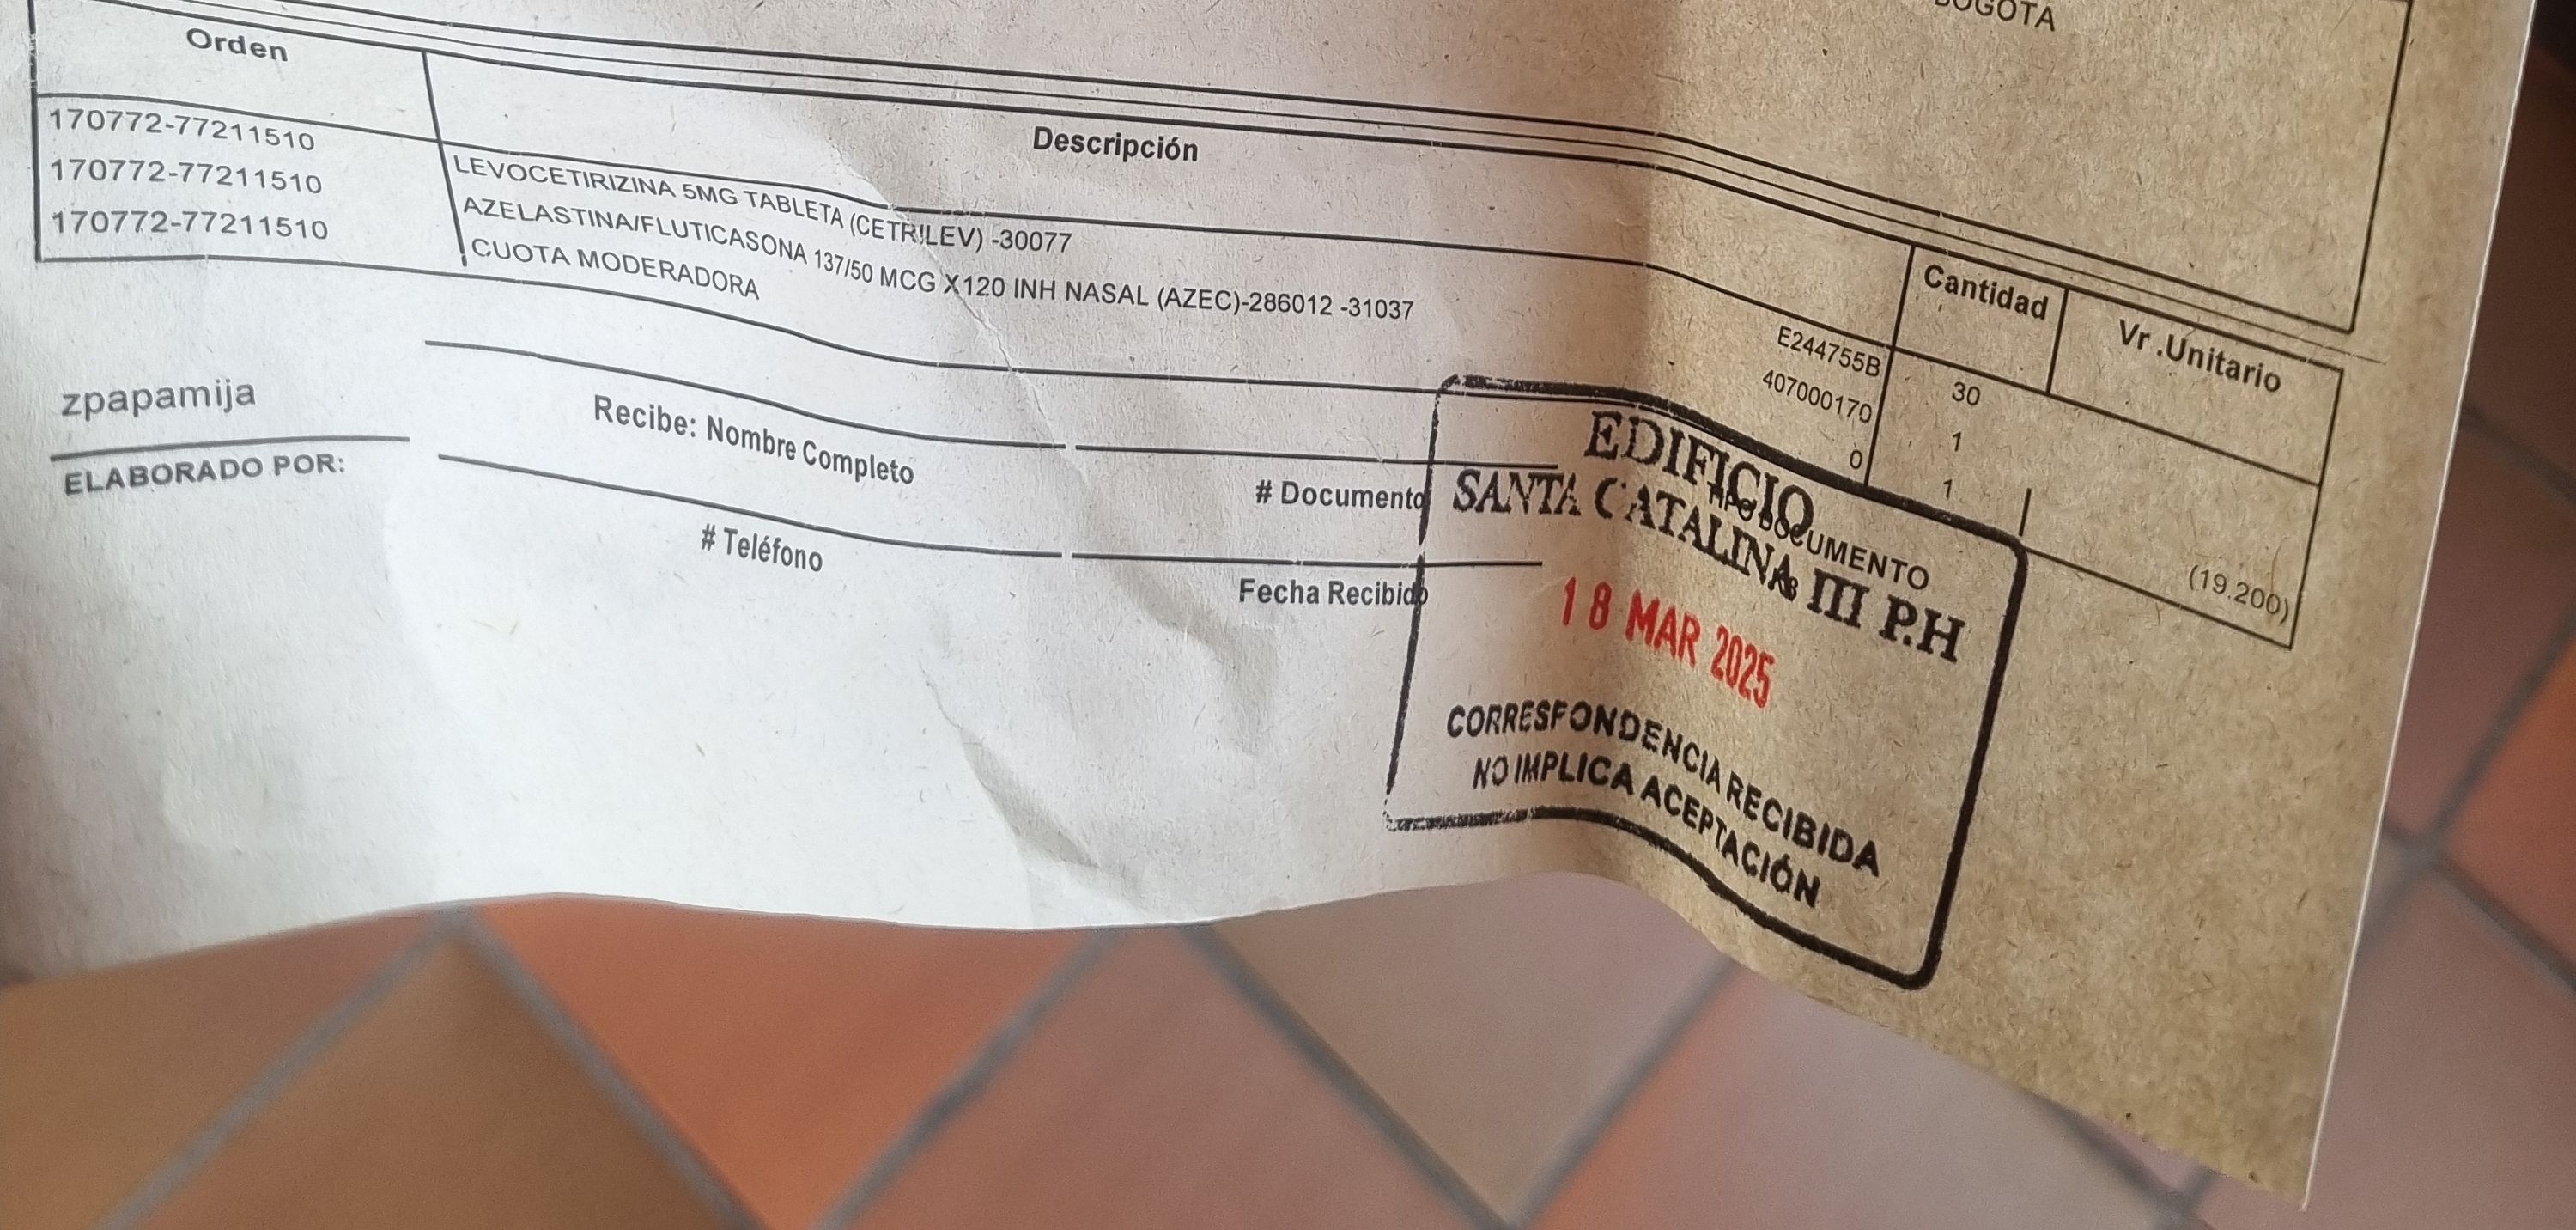 BOGOTA
Orden
Descripción
Cantidad
Vr .Unitario
170772-77211510 LEVOCETIRIZINA 5MG TABLETA (CETRILEV) -30077 E244755B 30
170772-77211510 AZELASTINA/FLUTICASONA 137/50 MCG X120 INH NASAL (AZEC)-286012 -31037 407000170 1
170772-77211510 CUOTA MODERADORA 0 1 (19.200)
zpapamija
ELABORADO POR:
Recibe: Nombre Completo
# Documento
TIPO DOCUMENTO
# Teléfono
Fecha Recibido
EDIFICIO
SANTA CATALINA III P.H
18 MAR 2025
CORRESPONDENCIA RECIBIDA
NO IMPLICA ACEPTACIÓN